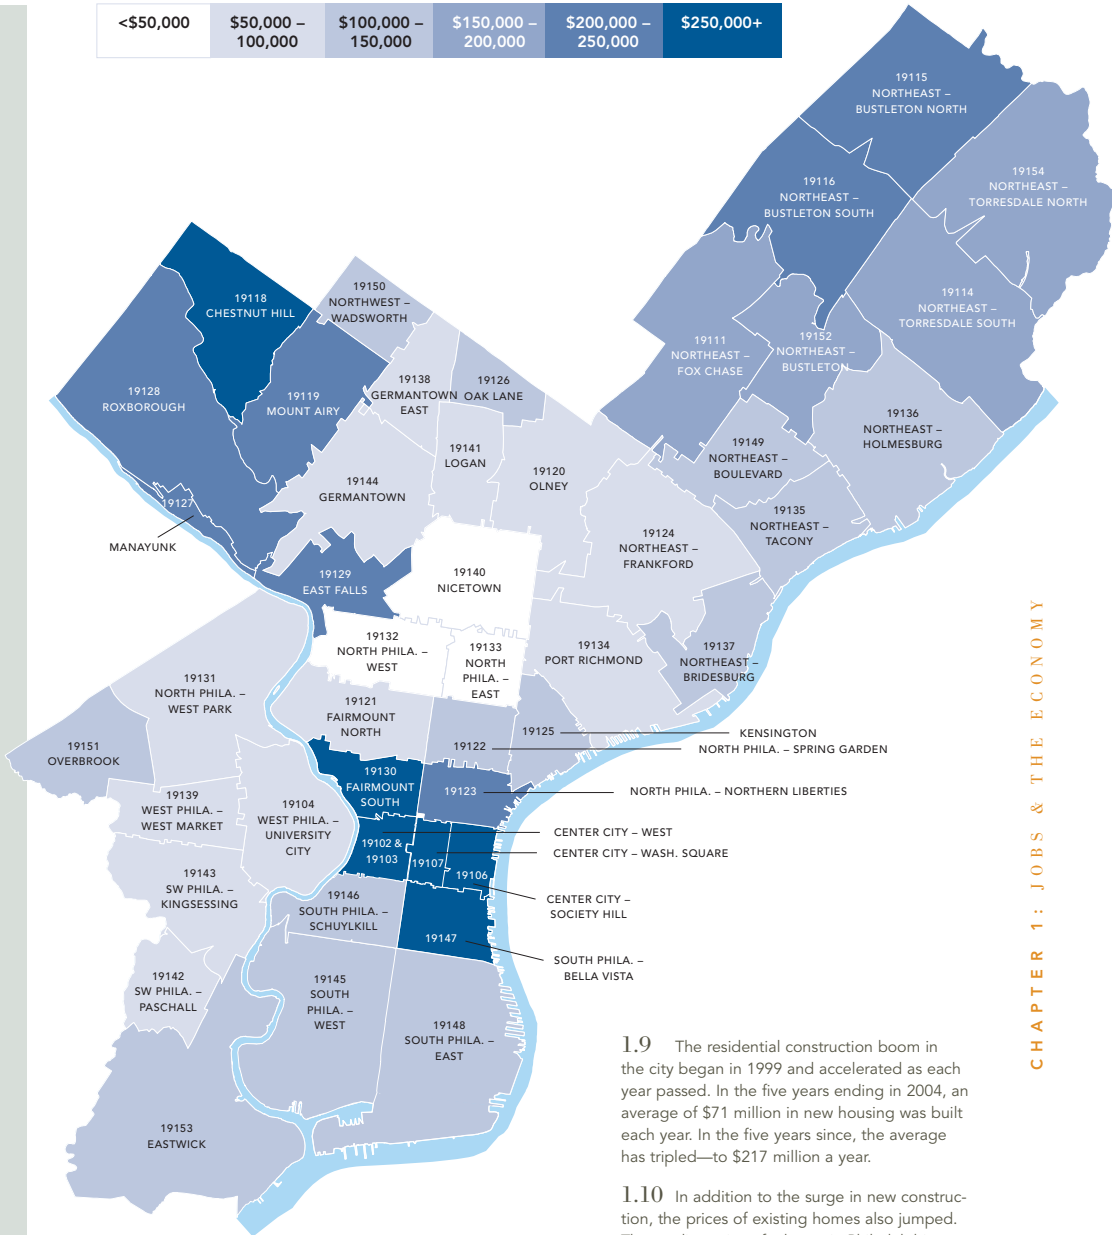 <$50,000
$50,000 –
100,000
$100,000 –
150,000
$150,000 –
200,000
$200,000 –
250,000
$250,000+
19115
NORTHEAST –
BUSTLETON NORTH
19154
NORTHEAST –
TORRESDALE NORTH
19116
NORTHEAST –
BUSTLETON SOUTH
19114
NORTHEAST –
TORRESDALE SOUTH
19118
CHESTNUT HILL
19150
NORTHWEST –
WADSWORTH
19111
NORTHEAST –
FOX CHASE
19152
NORTHEAST –
BUSTLETON
19128
ROXBOROUGH
19119
MOUNT AIRY
19138
GERMANTOWN
EAST
19126
OAK LANE
19136
NORTHEAST –
HOLMESBURG
19149
NORTHEAST –
BOULEVARD
19141
LOGAN
19120
OLNEY
19144
GERMANTOWN
19127
MANAYUNK
19135
NORTHEAST –
TACONY
19124
NORTHEAST –
FRANKFORD
19129
EAST FALLS
19140
NICETOWN
19132
NORTH PHILA. –
WEST
19133
NORTH
PHILA. –
EAST
19134
PORT RICHMOND
19137
NORTHEAST –
BRIDESBURG
19131
NORTH PHILA. –
WEST PARK
19121
FAIRMOUNT
NORTH
19125
KENSINGTON
19122
NORTH PHILA. – SPRING GARDEN
19151
OVERBROOK
19130
FAIRMOUNT
SOUTH
19123
NORTH PHILA. – NORTHERN LIBERTIES
19139
WEST PHILA. –
WEST MARKET
19104
WEST PHILA. –
UNIVERSITY
CITY
19102 &
19103
CENTER CITY – WEST
19107
CENTER CITY – WASH. SQUARE
19106
CENTER CITY –
SOCIETY HILL
19143
SW PHILA. –
KINGSESSING
19146
SOUTH PHILA. –
SCHUYLKILL
19147
SOUTH PHILA. –
BELLA VISTA
19142
SW PHILA. –
PASCHALL
19145
SOUTH
PHILA. –
WEST
19148
SOUTH PHILA. –
EAST
19153
EASTWICK
CHAPTER 1: JOBS & THE ECONOMY
1.9 The residential construction boom in
the city began in 1999 and accelerated as each
year passed. In the five years ending in 2004, an
average of $71 million in new housing was built
each year. In the five years since, the average
has tripled—to $217 million a year.
1.10 In addition to the surge in new construc-
tion, the prices of existing homes also jumped.